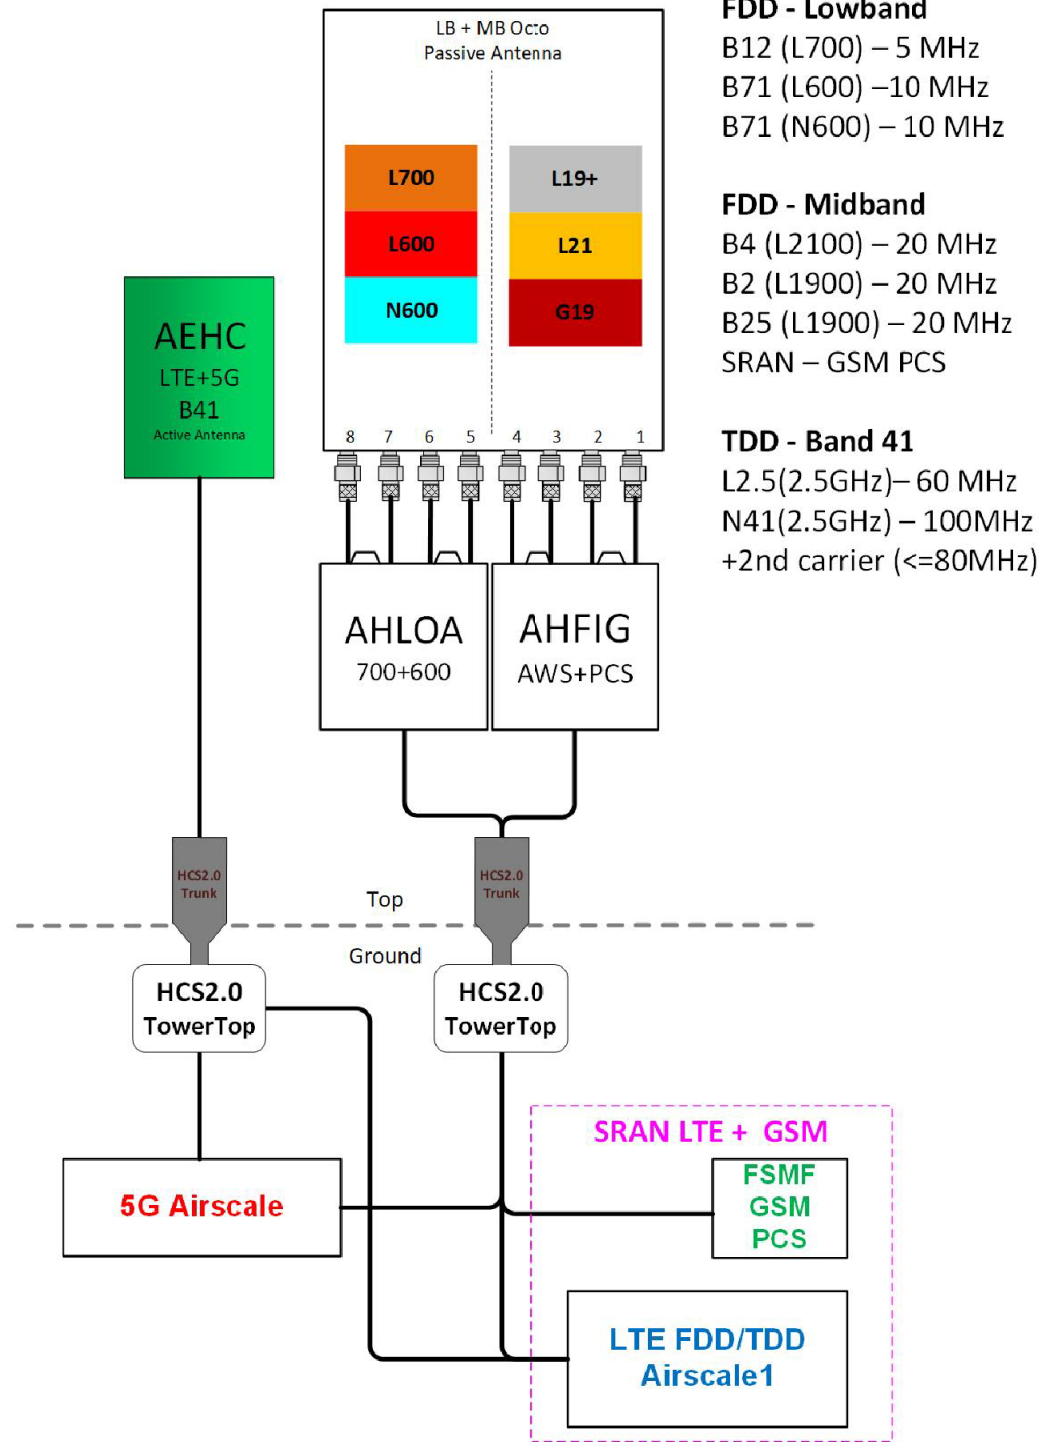 LB + MB Octo
Passive Antenna
L700
L600
N600
L19+
L21
G19
8 7 6 5 4 3 2 1
FDD - Lowband
B12 (L700) – 5 MHz
B71 (L600) –10 MHz
B71 (N600) – 10 MHz
FDD - Midband
B4 (L2100) – 20 MHz
B2 (L1900) – 20 MHz
B25 (L1900) – 20 MHz
SRAN – GSM PCS
TDD - Band 41
L2.5(2.5GHz)– 60 MHz
N41(2.5GHz) – 100MHz
+2nd carrier (<=80MHz)
AEHC
LTE+5G
B41
Active Antenna
AHLOA
700+600
AHFIG
AWS+PCS
HCS2.0
Trunk
HCS2.0
Trunk
Top
Ground
HCS2.0
TowerTop
HCS2.0
TowerTop
5G Airscale
SRAN LTE + GSM
FSMF
GSM
PCS
LTE FDD/TDD
Airscale1